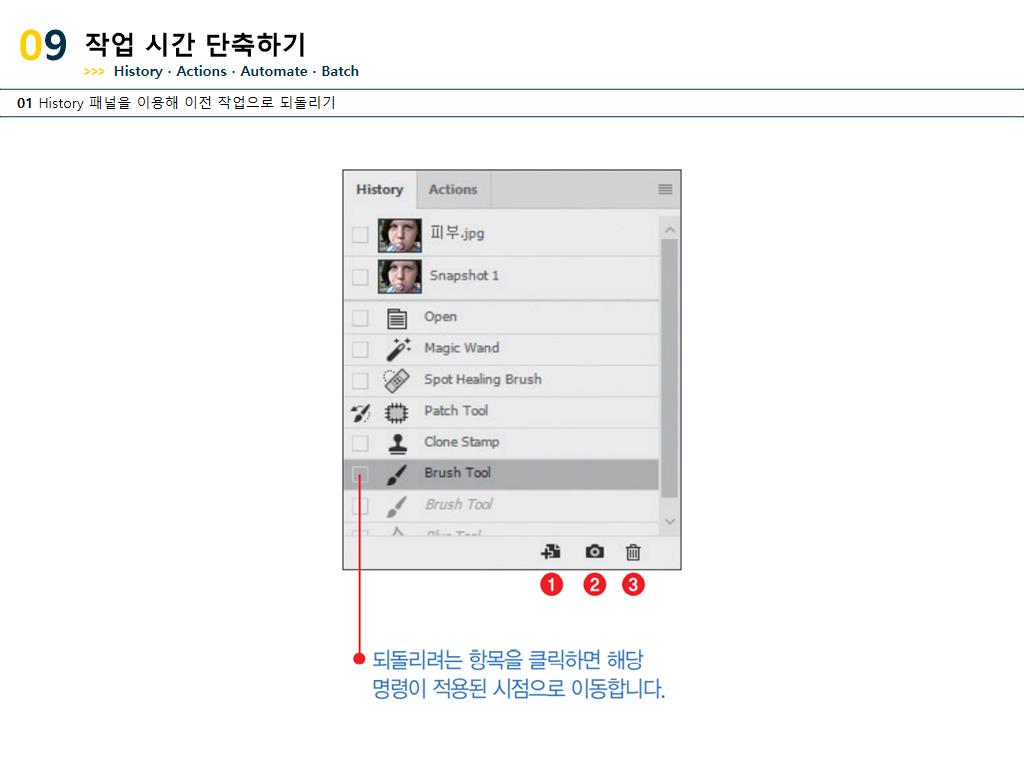 09 작업 시간 단축하기
>>> History · Actions · Automate · Batch
01 History 패널을 이용해 이전 작업으로 되돌리기
History Actions
피부.jpg
Snapshot 1
Open
Magic Wand
Spot Healing Brush
Patch Tool
Clone Stamp
Brush Tool
Brush Tool
1 2 3
되돌리려는 항목을 클릭하면 해당
명령이 적용된 시점으로 이동합니다.